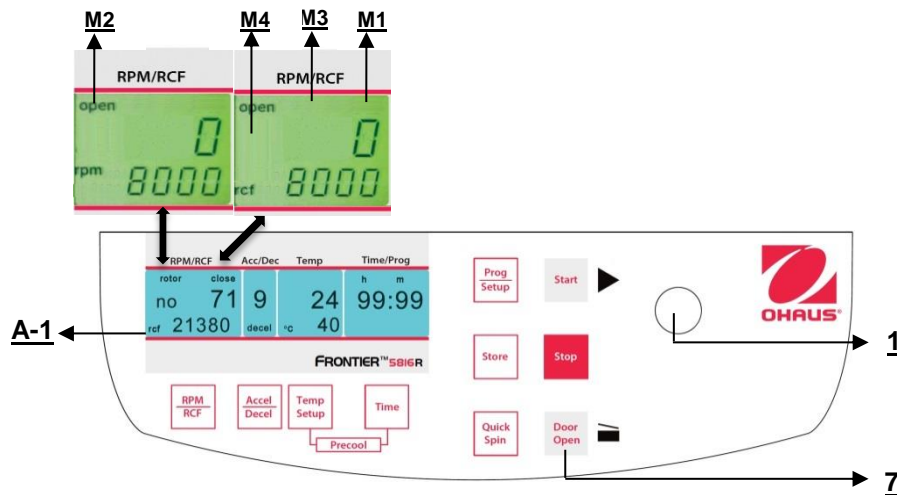 M2 M4 M3 M1
RPM/RCF RPM/RCF
open open
0 0
rpm 8000 rcf 8000
RPM/RCF Acc/Dec Temp Time/Prog
rotor close h m
no 71 9 24 99:99
rcf 21380 decel °C 40
FRONTIER™ 5816R
A-1
RPM
RCF
Accel
Decel
Temp
Setup
Time
Precool
Prog
Setup
Start
Store
Stop
Quick
Spin
Door
Open
OHAUS®
1
7